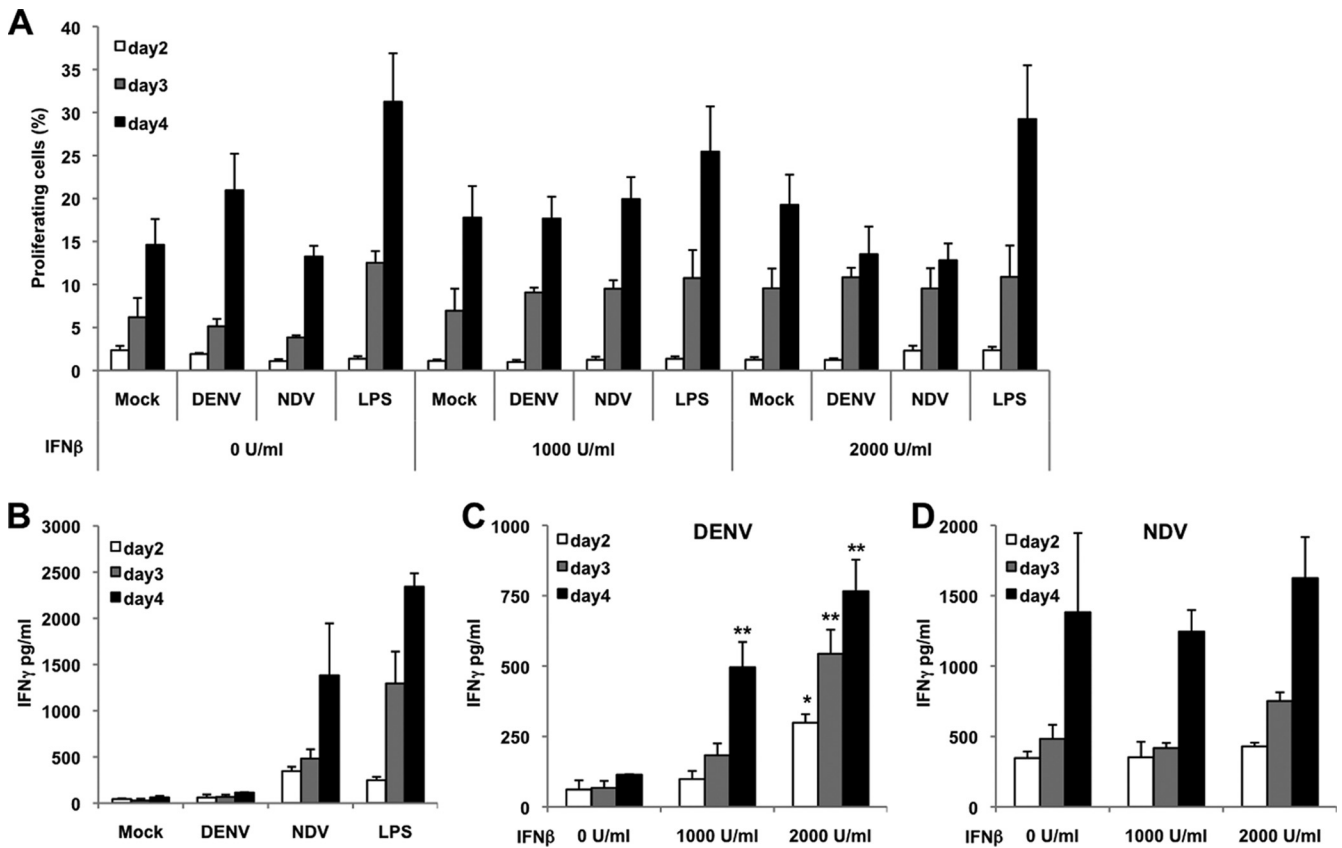 A
40
35
30
25
20
15
10
5
0
Proliferating cells (%)
day2
day3
day4
Mock DENV NDV LPS Mock DENV NDV LPS Mock DENV NDV LPS
IFNβ 0 U/ml 1000 U/ml 2000 U/ml
B
3000
2500
2000
1500
1000
500
0
IFNγ pg/ml
day2
day3
day4
Mock DENV NDV LPS
C
DENV
1000
750
500
250
0
IFNγ pg/ml
day2
day3
day4
**
*
**
**
IFNβ 0 U/ml 1000 U/ml 2000 U/ml
D
NDV
2000
1500
1000
500
0
IFNγ pg/ml
day2
day3
day4
IFNβ 0 U/ml 1000 U/ml 2000 U/ml